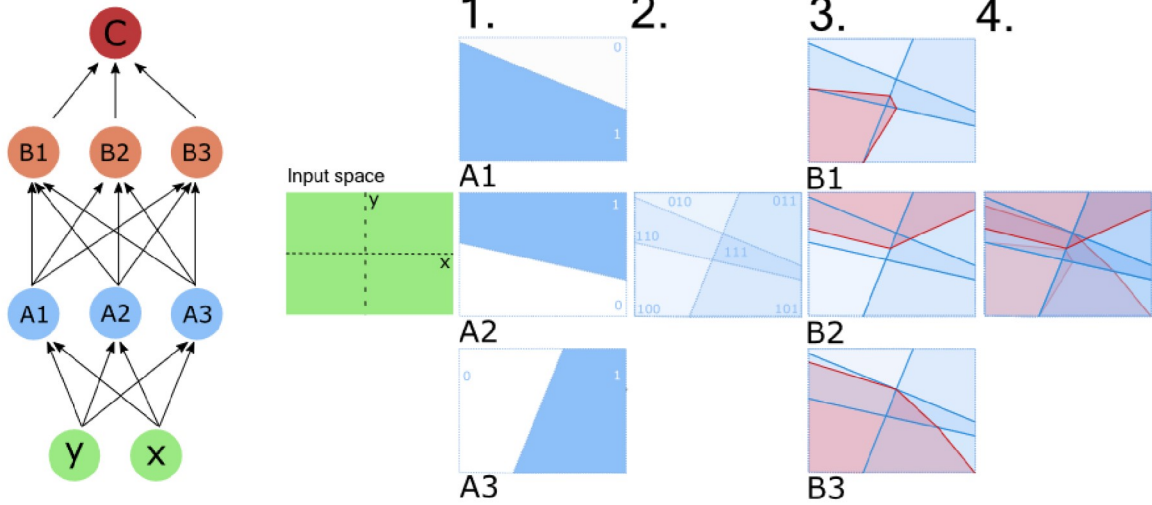 1. 2. 3. 4.
C
B1 B2 B3
A1 A2 A3
y x
Input space
y
x
0
1
A1
1
0
A2
0
1
A3
010 011
110
111
100 101
B1
B2
B3